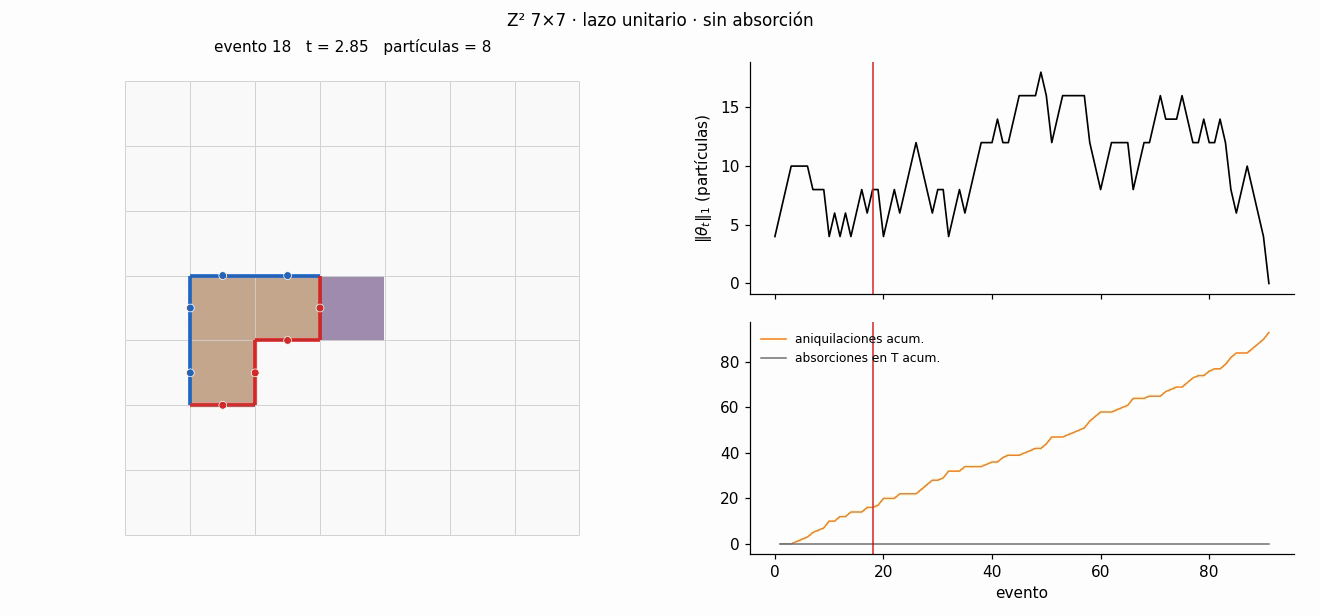 Z² 7×7 · lazo unitario · sin absorción
evento 18   t = 2.85   partículas = 8
‖θₜ‖₁ (partículas)
15
10
5
0
aniquilaciones acum.
absorciones en T acum.
80
60
40
20
0
0 20 40 60 80
evento